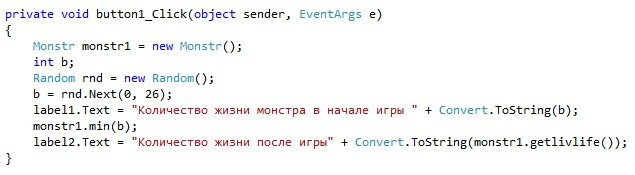 private void button1_Click(object sender, EventArgs e)
{
    Monstr monstr1 = new Monstr();
    int b;
    Random rnd = new Random();
    b = rnd.Next(0, 26);
    label1.Text = "Количество жизни монстра в начале игры " + Convert.ToString(b);
    monstr1.min(b);
    label2.Text = "Количество жизни после игры" + Convert.ToString(monstr1.getlivlife());
}